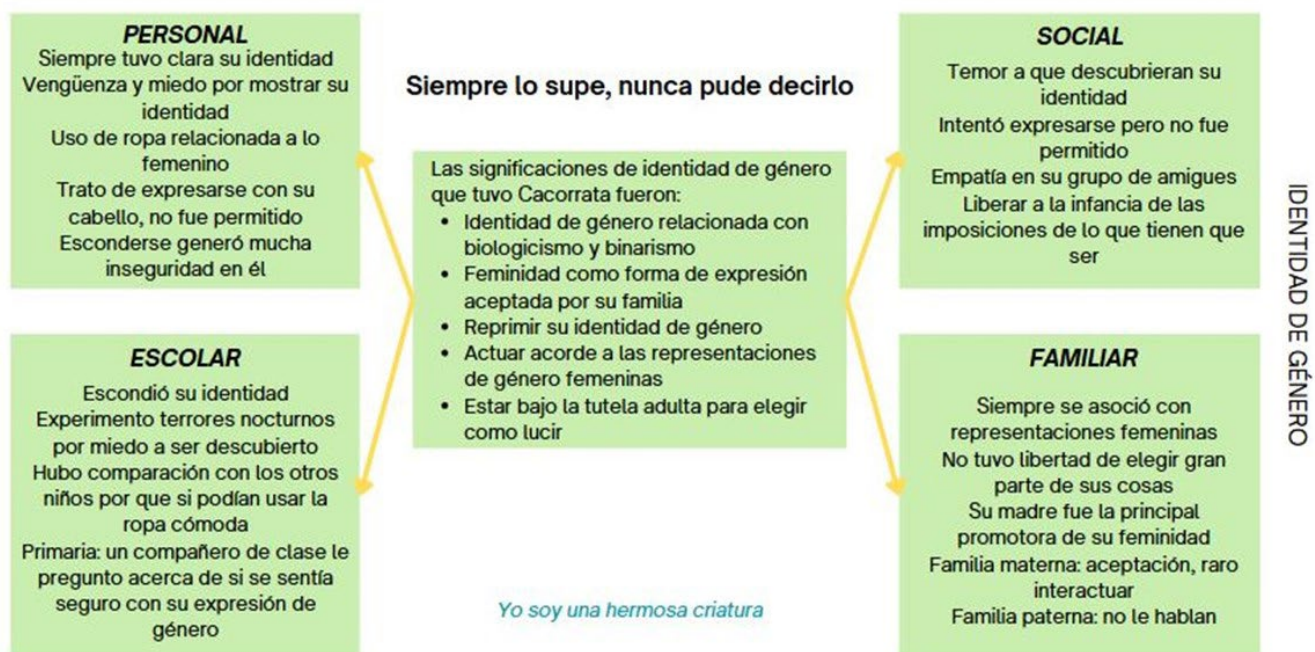 PERSONAL
Siempre tuvo clara su identidad
Vengüenza y miedo por mostrar su
identidad
Uso de ropa relacionada a lo
femenino
Trato de expresarse con su
cabello, no fue permitido
Esconderse generó mucha
inseguridad en él
Siempre lo supe, nunca pude decirlo
Las significaciones de identidad de género
que tuvo Cacorrata fueron:
• Identidad de género relacionada con
biologicismo y binarismo
• Feminidad como forma de expresión
aceptada por su familia
• Reprimir su identidad de género
• Actuar acorde a las representaciones
de género femeninas
• Estar bajo la tutela adulta para elegir
como lucir
SOCIAL
Temor a que descubrieran su
identidad
Intentó expresarse pero no fue
permitido
Empatía en su grupo de amigues
Liberar a la infancia de las
imposiciones de lo que tienen que
ser
ESCOLAR
Escondió su identidad
Experimento terrores nocturnos
por miedo a ser descubierto
Hubo comparación con los otros
niños por que si podían usar la
ropa cómoda
Primaria: un compañero de clase le
pregunto acerca de si se sentía
seguro con su expresión de
género
Yo soy una hermosa criatura
FAMILIAR
Siempre se asoció con
representaciones femeninas
No tuvo libertad de elegir gran
parte de sus cosas
Su madre fue la principal
promotora de su feminidad
Familia materna: aceptación, raro
interactuar
Familia paterna: no le hablan
IDENTIDAD DE GÉNERO